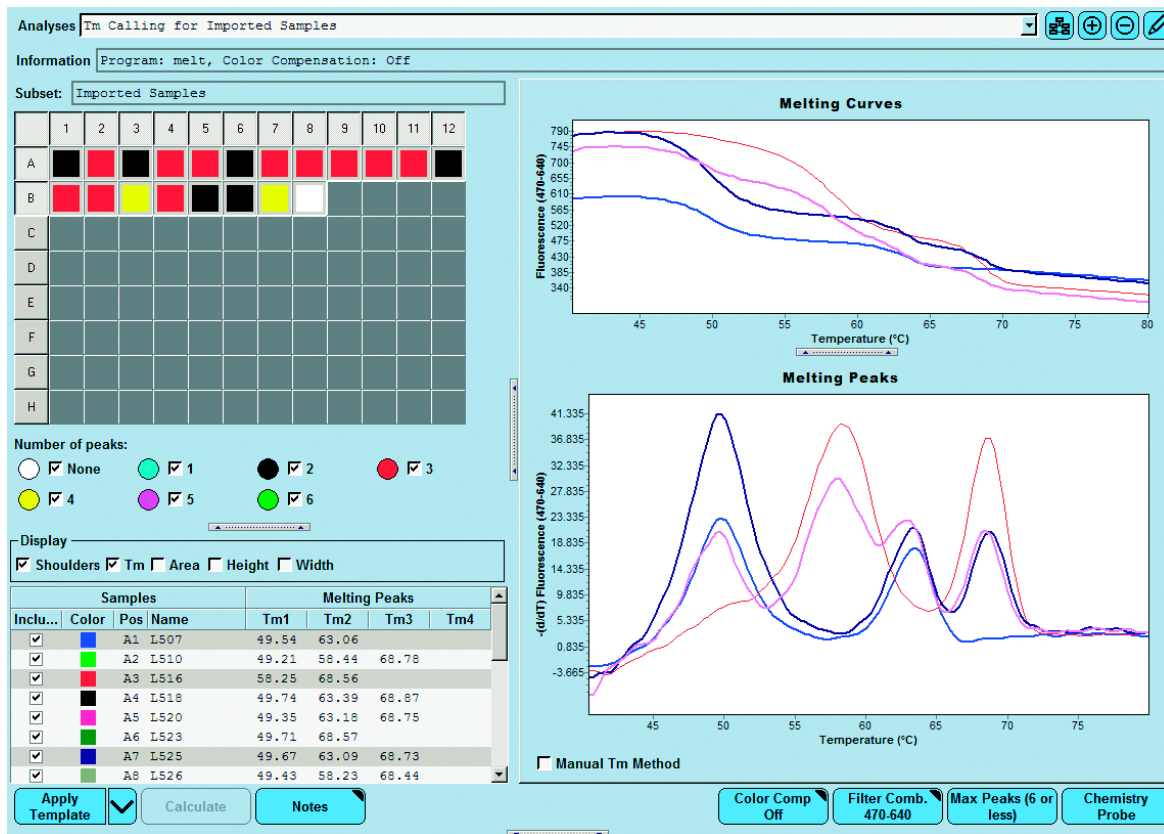 Analyses Tm Calling for Imported Samples
Information Program: melt, Color Compensation: Off
Subset: Imported Samples
1 2 3 4 5 6 7 8 9 10 11 12
A
B
C
D
E
F
G
H
Number of peaks:
None 1 2 3
4 5 6
Display
Shoulders Tm Area Height Width
Samples Melting Peaks
Inclu... Color Pos Name Tm1 Tm2 Tm3 Tm4
A1 L507 49.54 63.06
A2 L510 49.21 58.44 68.78
A3 L516 58.25 68.56
A4 L518 49.74 63.39 68.87
A5 L520 49.35 63.18 68.75
A6 L523 49.71 68.57
A7 L525 49.67 63.09 68.73
A8 L526 49.43 58.23 68.44
Apply Template
Calculate
Notes
Melting Curves
Fluorescence (470-640)
790
745
700
655
610
565
520
475
430
385
340
45 50 55 60 65 70 75 80
Temperature (°C)
Melting Peaks
-(d/dT) Fluorescence (470-640)
41.335
36.835
32.335
27.835
23.335
18.835
14.335
9.835
5.335
0.835
-3.665
45 50 55 60 65 70 75
Temperature (°C)
Manual Tm Method
Color Comp Off
Filter Comb. 470-640
Max Peaks (6 or less)
Chemistry Probe